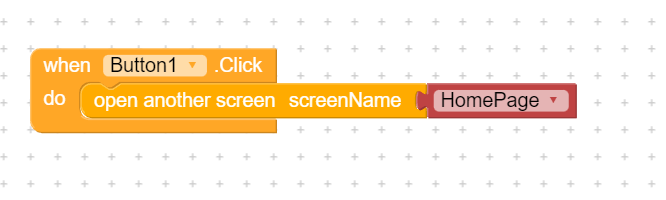 when Button1 .Click
do open another screen screenName HomePage